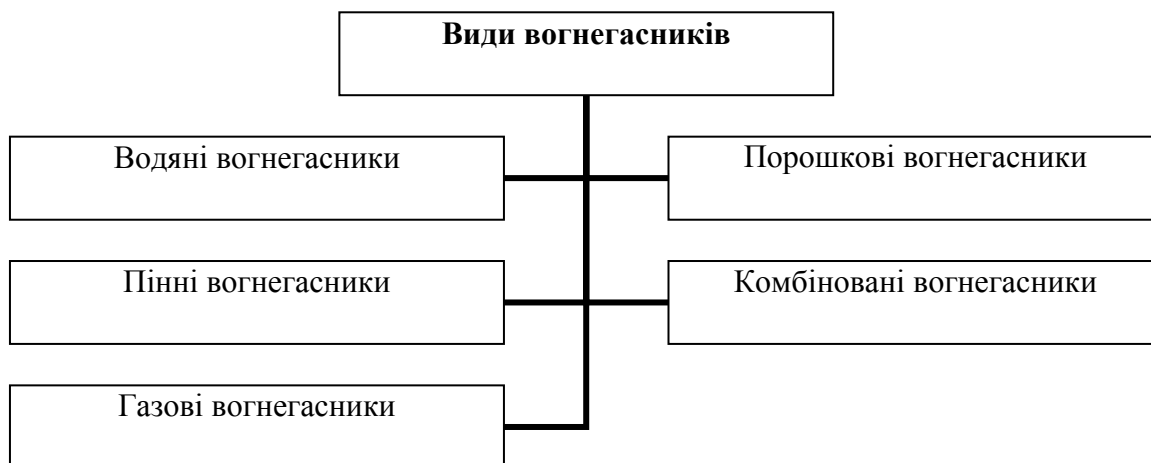 Види вогнегасників
Водяні вогнегасники
Порошкові вогнегасники
Пінні вогнегасники
Комбіновані вогнегасники
Газові вогнегасники